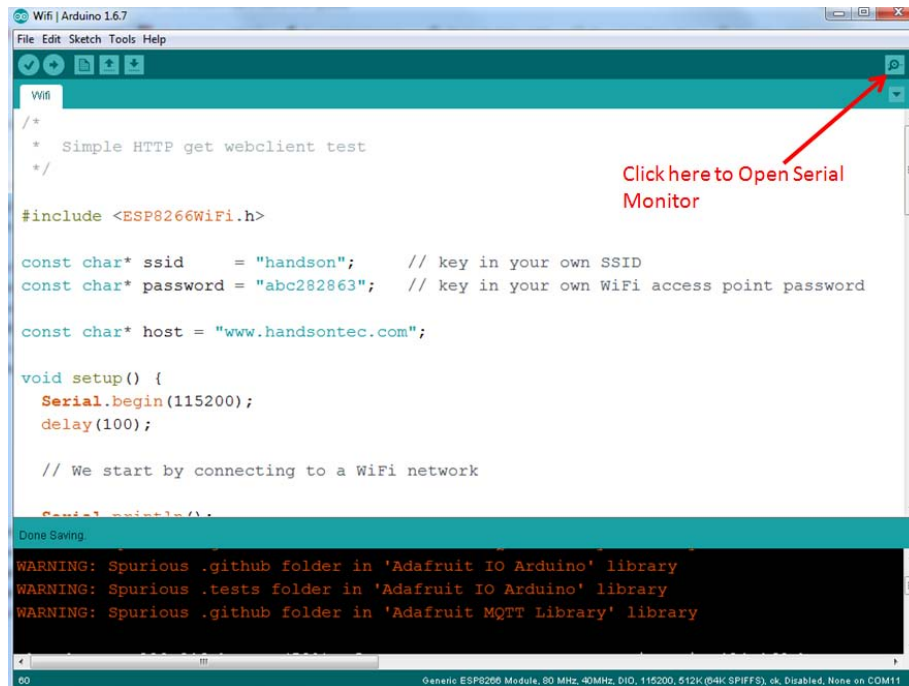 Wifi | Arduino 1.6.7
File Edit Sketch Tools Help
Wifi
/*
 *  Simple HTTP get webclient test
 */
Click here to Open Serial
Monitor
#include <ESP8266WiFi.h>
const char* ssid     = "handson";    // key in your own SSID
const char* password = "abc282863";   // key in your own WiFi access point password
const char* host = "www.handsontec.com";
void setup() {
  Serial.begin(115200);
  delay(100);
  // We start by connecting to a WiFi network
  Serial.println();
Done Saving.
WARNING: Spurious .github folder in 'Adafruit IO Arduino' library
WARNING: Spurious .tests folder in 'Adafruit IO Arduino' library
WARNING: Spurious .github folder in 'Adafruit MQTT Library' library
60
Generic ESP8266 Module, 80 MHz, 40MHz, DIO, 115200, 512K (64K SPIFFS), ck, Disabled, None on COM11